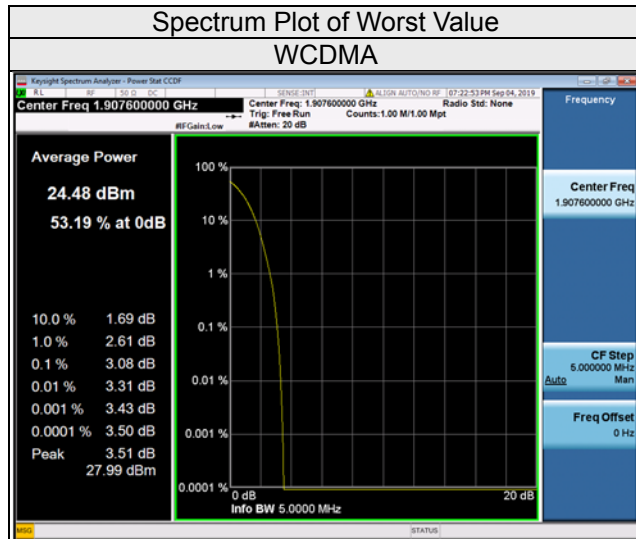 Spectrum Plot of Worst Value
WCDMA
Keysight Spectrum Analyzer - Power Stat CCDF
RL RF 50 Ω DC SENSE:INT ALIGN AUTO/NO RF 07:22:53 PM Sep 04, 2019
Center Freq 1.907600000 GHz
Center Freq: 1.907600000 GHz Radio Std: None
Trig: Free Run Counts:1.00 M/1.00 Mpt
#IFGain:Low #Atten: 20 dB
Frequency
Average Power
24.48 dBm
53.19 % at 0dB
10.0 % 1.69 dB
1.0 % 2.61 dB
0.1 % 3.08 dB
0.01 % 3.31 dB
0.001 % 3.43 dB
0.0001 % 3.50 dB
Peak 3.51 dB
27.99 dBm
100 %
10 %
1 %
0.1 %
0.01 %
0.001 %
0.0001 %
0 dB 20 dB
Info BW 5.0000 MHz
Center Freq
1.907600000 GHz
CF Step
5.000000 MHz
Auto Man
Freq Offset
0 Hz
MSG STATUS